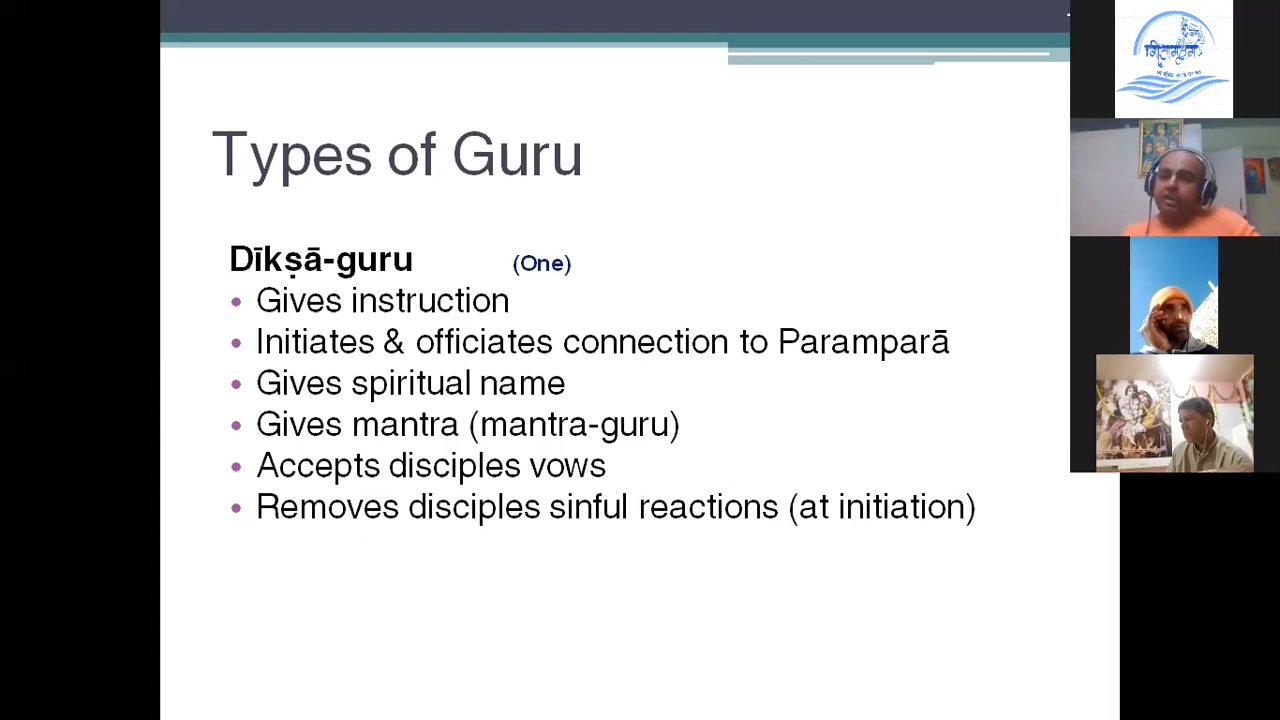 Types of Guru
Dīkṣā-guru (One)
• Gives instruction
• Initiates & officiates connection to Paramparā
• Gives spiritual name
• Gives mantra (mantra-guru)
• Accepts disciples vows
• Removes disciples sinful reactions (at initiation)